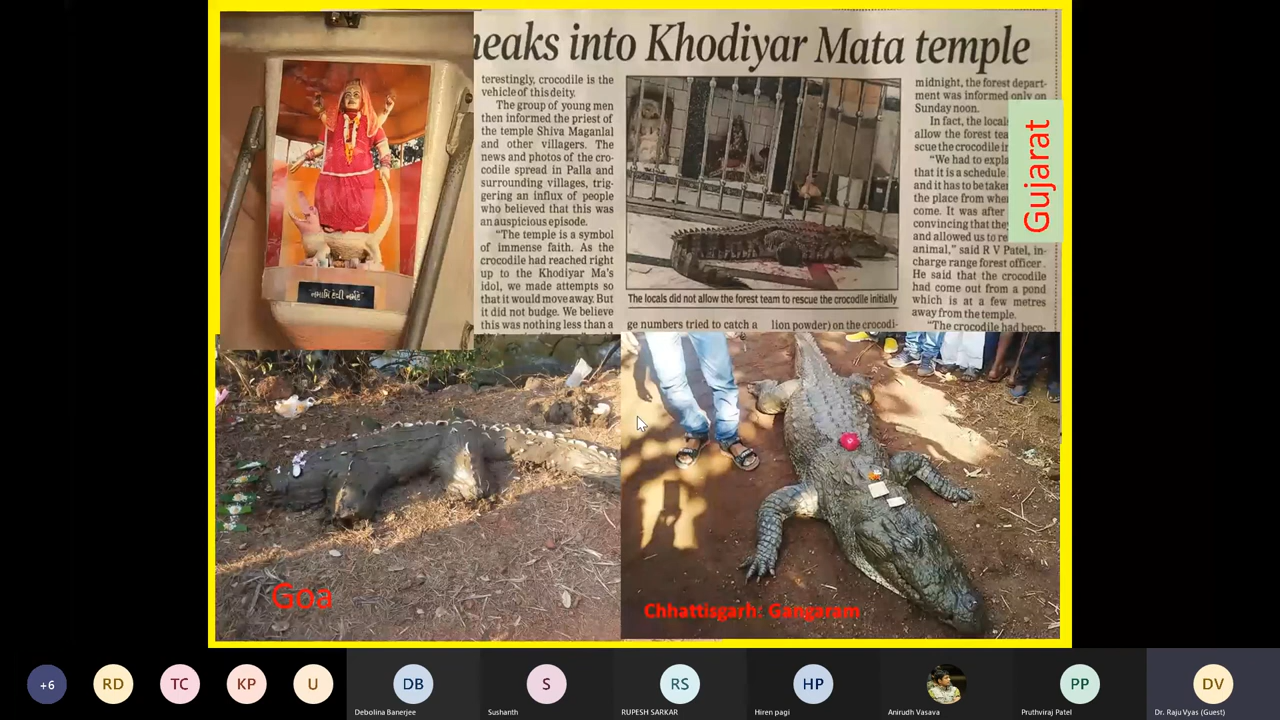 neaks into Khodiyar Mata temple
terestingly, crocodile is the
vehicle of this deity.
The group of young men
then informed the priest of
the temple Shiva Maganlal
and other villagers. The
news and photos of the cro-
codile spread in Palla and
surrounding villages, trig-
gering an influx of people
who believed that this was
an auspicious episode.
"The temple is a symbol
of immense faith. As the
crocodile had reached right
up to the Khodiyar Ma's
idol, we made attempts so
that it would move away. But
it did not budge. We believe
this was nothing less than a
The locals did not allow the forest team to rescue the crocodile initially
ge numbers tried to catch a
lion powder) on the crocodi-
midnight, the forest depart-
ment was informed only on
Sunday noon.
In fact, the local
allow the forest tea
scue the crocodile i
"We had to expla
that it is a schedule
and it has to be take
the place from whe
come. It was after
convincing that the
and allowed us to re
animal," said R V Patel, in-
charge range forest officer.
He said that the crocodile
had come out from a pond
which is at a few metres
away from the temple.
"The crocodile had beco-
Gujarat
નમામિ દેવી નર્મદે
Goa
Chhattisgarh: Gangaram
+6
RD
TC
KP
U
DB
Debolina Banerjee
S
Sushanth
RS
RUPESH SARKAR
HP
Hiren pagi
Anirudh Vasava
PP
Pruthviraj Patel
DV
Dr. Raju Vyas (Guest)